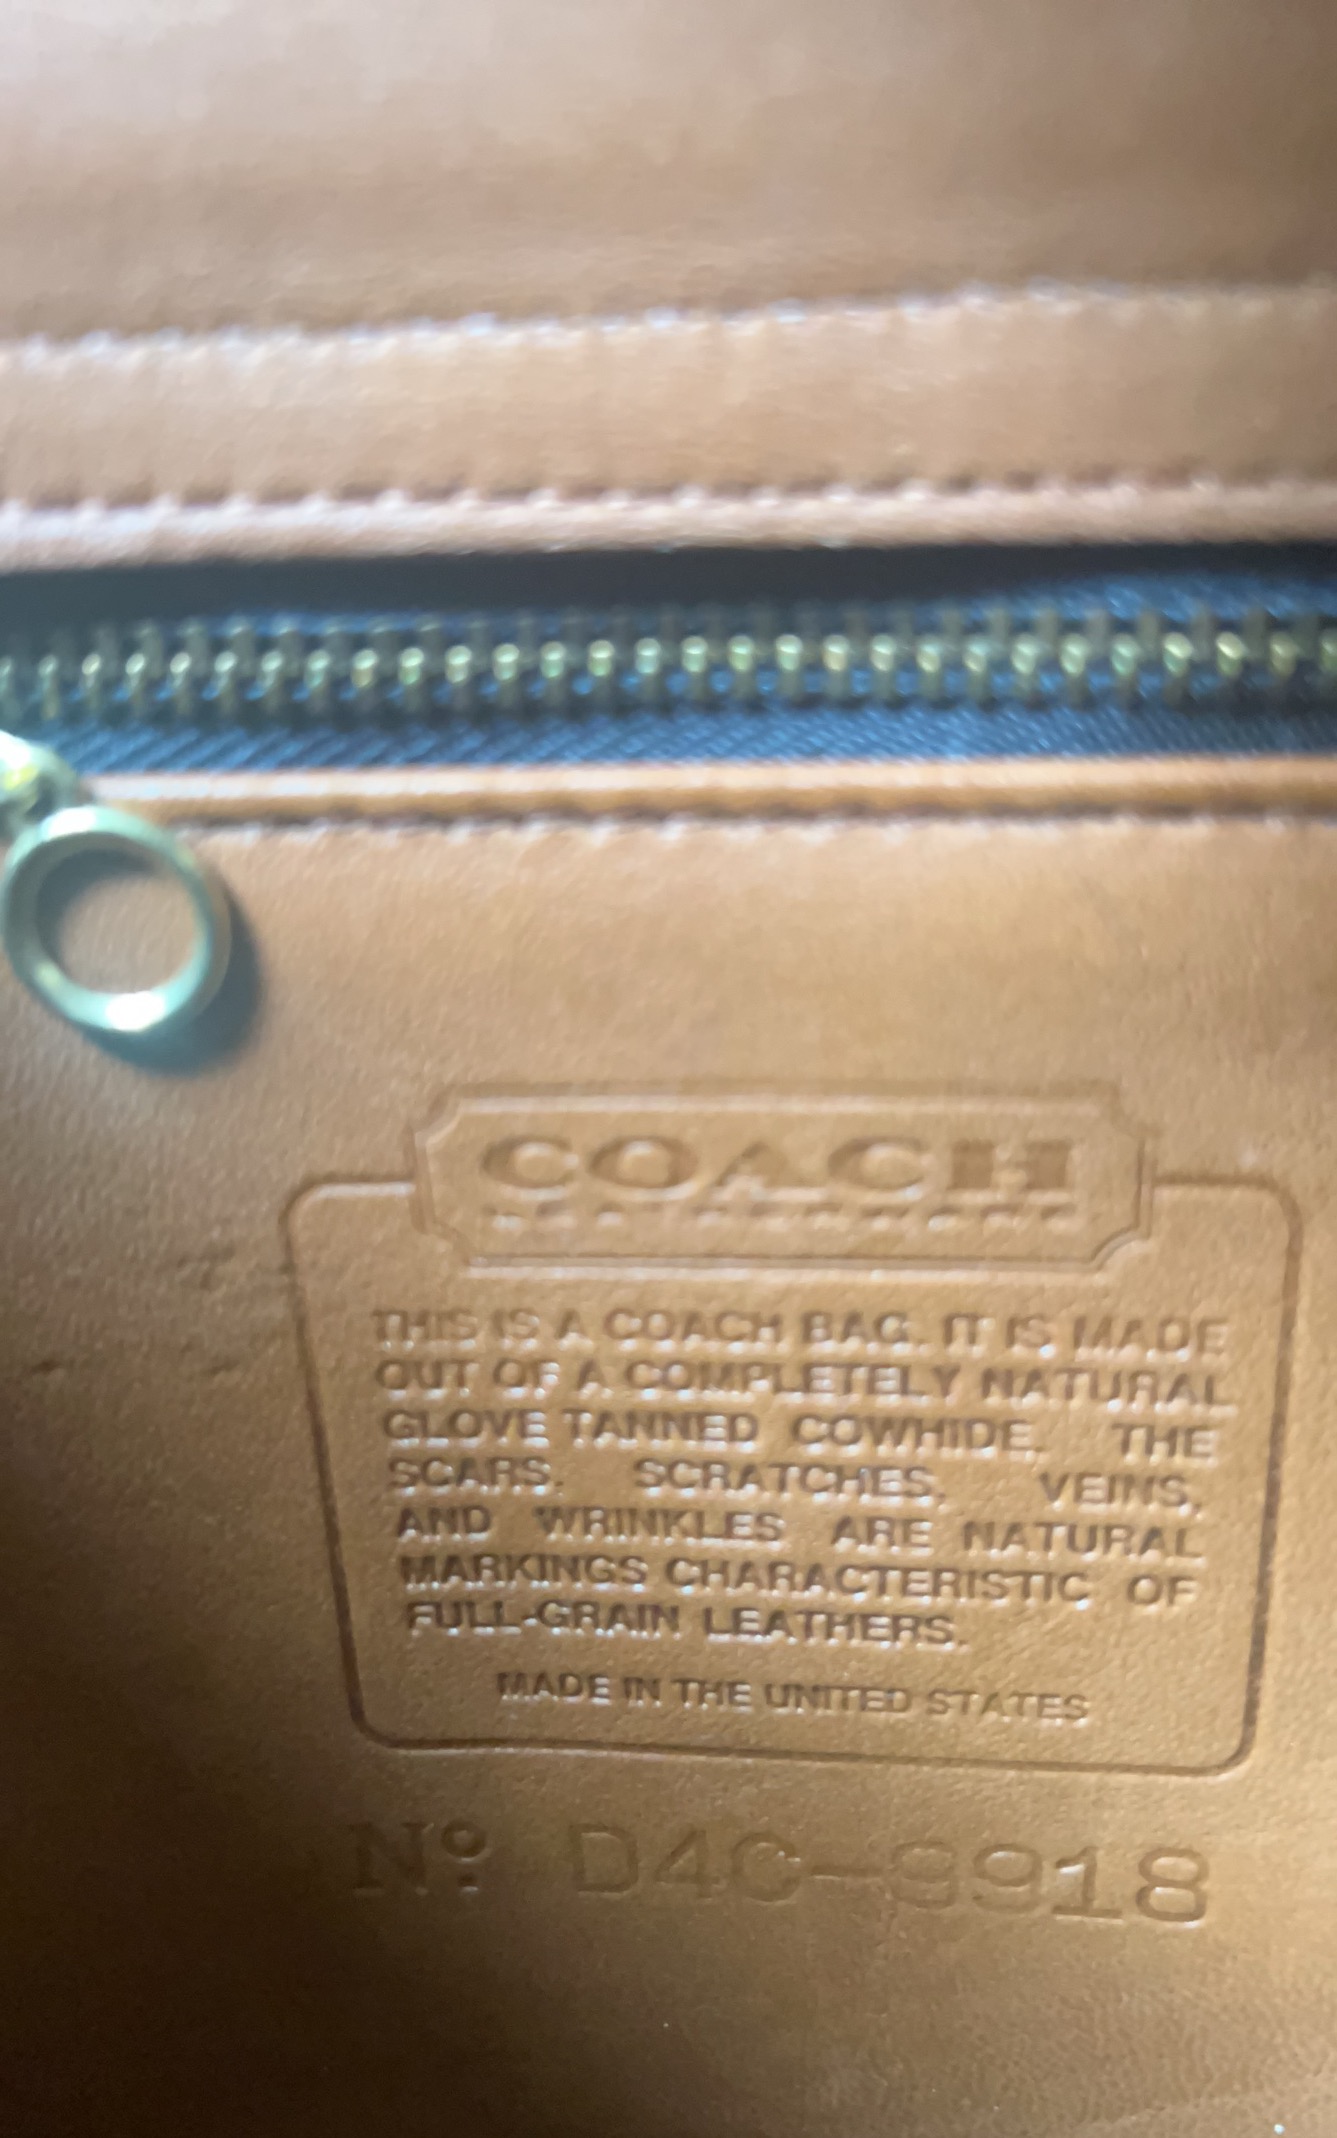 COACH
THIS IS A COACH BAG. IT IS MADE
OUT OF A COMPLETELY NATURAL
GLOVE TANNED COWHIDE. THE
SCARS, SCRATCHES, VEINS,
AND WRINKLES ARE NATURAL
MARKINGS CHARACTERISTIC OF
FULL-GRAIN LEATHERS.
MADE IN THE UNITED STATES
Nº D4C-9918